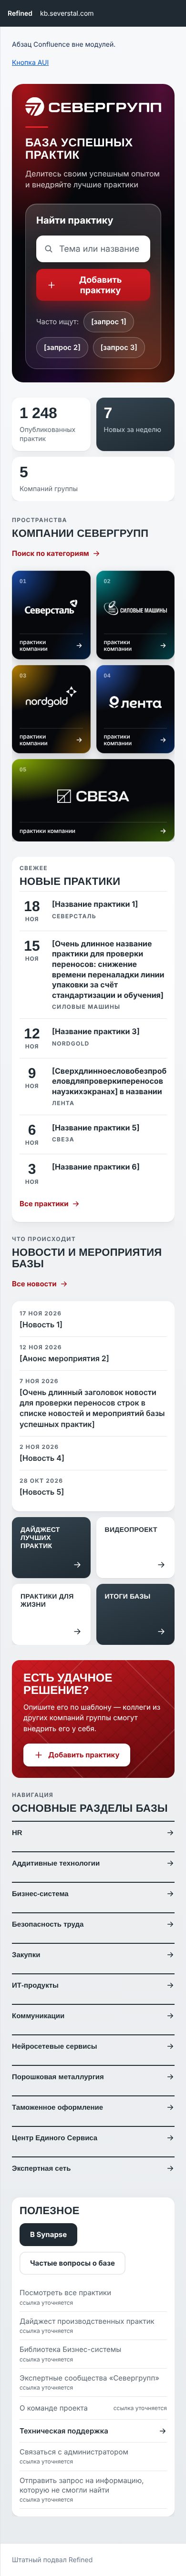 Refined kb.severstal.com
Абзац Confluence вне модулей.
Кнопка AUI
СЕВЕРГРУПП
БАЗА УСПЕШНЫХ
ПРАКТИК
Делитесь своим успешным опытом
и внедряйте лучшие практики
Найти практику
Тема или название
Добавить
практику
Часто ищут: [запрос 1]
[запрос 2] [запрос 3]
1 248
Опубликованных
практик
7
Новых за неделю
5
Компаний группы
ПРОСТРАНСТВА
КОМПАНИИ СЕВЕРГРУПП
Поиск по категориям
01
Северсталь
практики
компании
02
СИЛОВЫЕ МАШИНЫ
практики
компании
03
nordgold
практики
компании
04
лента
практики
компании
05
СВЕЗА
практики компании
СВЕЖЕЕ
НОВЫЕ ПРАКТИКИ
18
НОЯ
[Название практики 1]
СЕВЕРСТАЛЬ
15
НОЯ
[Очень длинное название
практики для проверки
переносов: снижение
времени переналадки линии
упаковки за счёт
стандартизации и обучения]
СИЛОВЫЕ МАШИНЫ
12
НОЯ
[Название практики 3]
NORDGOLD
9
НОЯ
[Сверхдлинноесловобезпроб
еловдляпроверкипереносов
наузкихэкранах] в названии
ЛЕНТА
6
НОЯ
[Название практики 5]
СВЕЗА
3
НОЯ
[Название практики 6]
Все практики
ЧТО ПРОИСХОДИТ
НОВОСТИ И МЕРОПРИЯТИЯ
БАЗЫ
Все новости
17 НОЯ 2026
[Новость 1]
12 НОЯ 2026
[Анонс мероприятия 2]
7 НОЯ 2026
[Очень длинный заголовок новости
для проверки переносов строк в
списке новостей и мероприятий базы
успешных практик]
2 НОЯ 2026
[Новость 4]
28 ОКТ 2026
[Новость 5]
ДАЙДЖЕСТ
ЛУЧШИХ
ПРАКТИК
ВИДЕОПРОЕКТ
ПРАКТИКИ ДЛЯ
ЖИЗНИ
ИТОГИ БАЗЫ
ЕСТЬ УДАЧНОЕ
РЕШЕНИЕ?
Опишите его по шаблону — коллеги из
других компаний группы смогут
внедрить его у себя.
Добавить практику
НАВИГАЦИЯ
ОСНОВНЫЕ РАЗДЕЛЫ БАЗЫ
HR
Аддитивные технологии
Бизнес-система
Безопасность труда
Закупки
ИТ-продукты
Коммуникации
Нейросетевые сервисы
Порошковая металлургия
Таможенное оформление
Центр Единого Сервиса
Экспертная сеть
ПОЛЕЗНОЕ
В Synapse
Частые вопросы о базе
Посмотреть все практики
ссылка уточняется
Дайджест производственных практик
ссылка уточняется
Библиотека Бизнес-системы
ссылка уточняется
Экспертные сообщества «Севергрупп»
ссылка уточняется
О команде проекта ссылка уточняется
Техническая поддержка
Связаться с администратором
ссылка уточняется
Отправить запрос на информацию,
которую не смогли найти
ссылка уточняется
Штатный подвал Refined